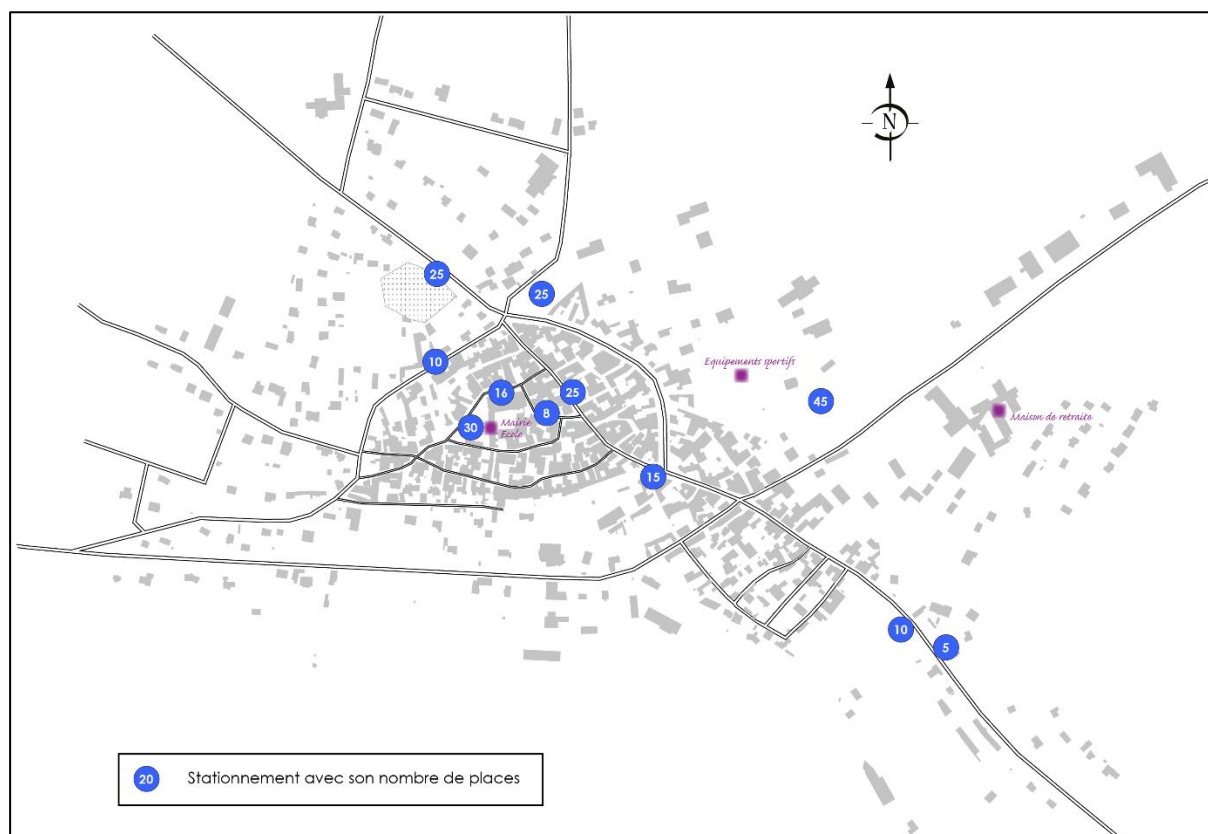 N
25
25
10
Equipements sportifs
16
25
45
8
30
Mairie
Ecole
Maison de retraite
15
10
5
20
Stationnement avec son nombre de places